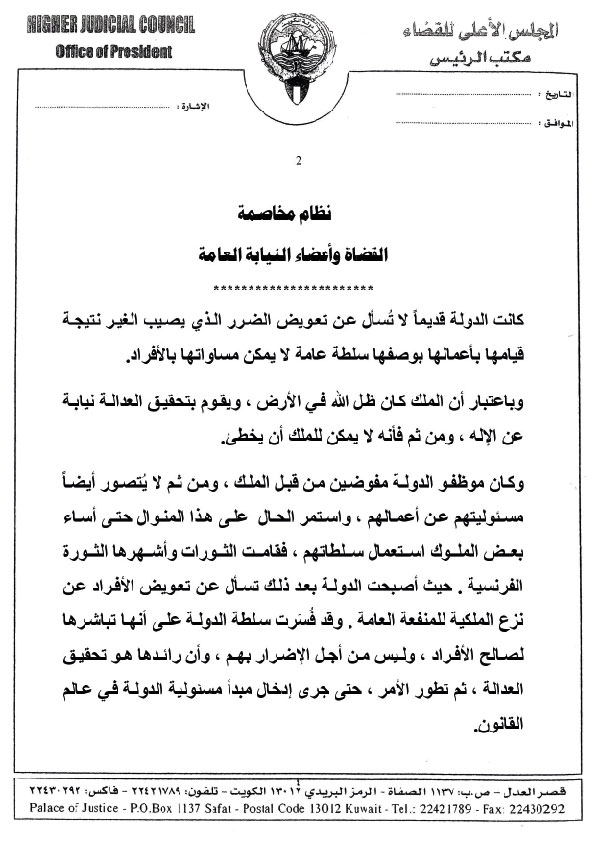 HIGHER JUDICIAL COUNCIL
Office of President
المجلس الأعلى للقضاء
مكتب الرئيس
التاريخ :
الموافق :
الإشارة :
2
نظام مخاصمة
القضاة وأعضاء النيابة العامة
***********************
كانت الدولة قديماً لا تُسأل عن تعويض الضرر الذي يصيب الغير نتيجة
قيامها بأعمالها بوصفها سلطة عامة لا يمكن مساواتها بالأفراد.
وباعتبار أن الملك كان ظل الله في الأرض ، ويقوم بتحقيق العدالة نيابة
عن الإله ، ومن ثم فأنه لا يمكن للملك أن يخطئ.
وكان موظفو الدولة مفوضين من قبل الملك ، ومن ثم لا يُتصور أيضاً
مسئوليتهم عن أعمالهم ، واستمر الحال على هذا المنوال حتى أساء
بعض الملوك استعمال سلطاتهم ، فقامت الثورات وأشهرها الثورة
الفرنسية . حيث أصبحت الدولة بعد ذلك تسأل عن تعويض الأفراد عن
نزع الملكية للمنفعة العامة . وقد فُسَرت سلطة الدولة على أنها تباشرها
لصالح الأفراد ، وليس من أجل الإضرار بهم ، وأن رائدها هو تحقيق
العدالة ، ثم تطور الأمر ، حتى جرى إدخال مبدأ مسئولية الدولة في عالم
القانون.
قصر العدل - ص.ب: ١١٣٧ الصفاة - الرمز البريدي ١٣٠١٢ الكويت - تلفون: ٢٢٤٢١٧٨٩ - فاكس: ٢٢٤٣٠٢٩٢
Palace of Justice - P.O.Box 1137 Safat - Postal Code 13012 Kuwait - Tel.: 22421789 - Fax: 22430292